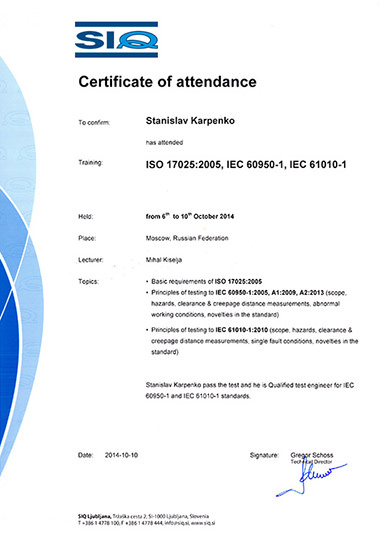 SIQ
Certificate of attendance
To confirm: Stanislav Karpenko
has attended
Training: ISO 17025:2005, IEC 60950-1, IEC 61010-1
Held: from 6th to 10th October 2014
Place: Moscow, Russian Federation
Lecturer: Mihal Kiselja
Topics: • Basic requirements of ISO 17025:2005
• Principles of testing to IEC 60950-1:2005, A1:2009, A2:2013 (scope,
hazards, clearance & creepage distance measurements, abnormal
working conditions, novelties in the standard)
• Principles of testing to IEC 61010-1:2010 (scope, hazards, clearance &
creepage distance measurements, single fault conditions, novelties in the
standard)
Stanislav Karpenko pass the test and he is Qualified test engineer for IEC
60950-1 and IEC 61010-1 standards.
Date: 2014-10-10 Signature: Gregor Schoss
Technical Director
SIQ Ljubljana, Tržaška cesta 2, SI-1000 Ljubljana, Slovenia
T +386 1 4778 100, F +386 1 4778 444, info@siq.si, www.siq.si